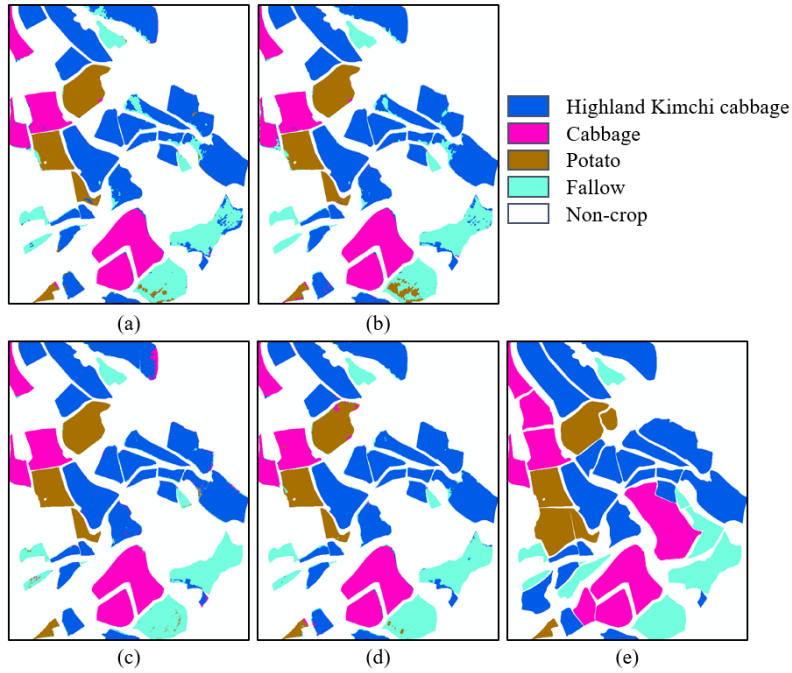 Highland Kimchi cabbage
Cabbage
Potato
Fallow
Non-crop
(a)
(b)
(c)
(d)
(e)